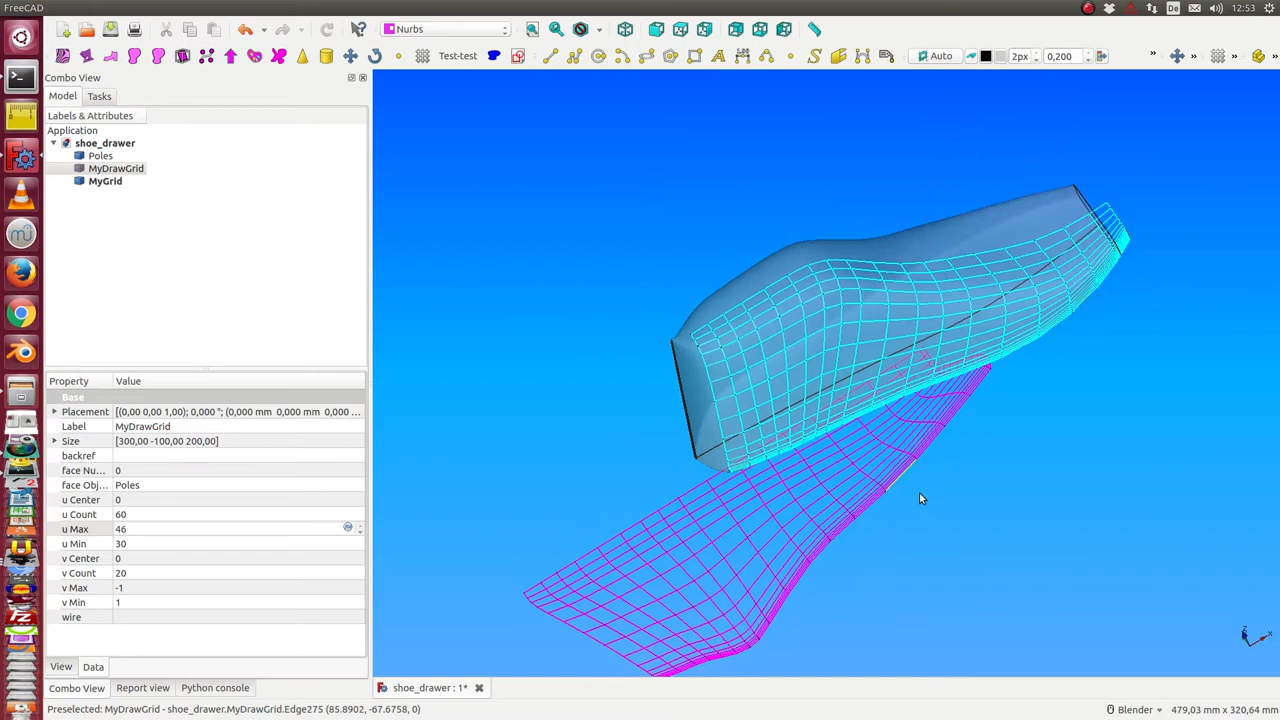 FreeCAD
De
12:53
Nurbs
Test-test
Auto
2px
0,200
Combo View
Model
Tasks
Labels & Attributes
Application
shoe_drawer
Poles
MyDrawGrid
MyGrid
Property Value
Base
Placement [(0,00 0,00 1,00); 0,000 °; (0,000 mm 0,000 mm 0,000 ...
Label MyDrawGrid
Size [300,00 -100,00 200,00]
backref
face Nu... 0
face Obj... Poles
u Center 0
u Count 60
u Max 46
u Min 30
v Center 0
v Count 20
v Max -1
v Min 1
wire
View Data
Combo View Report view Python console
shoe_drawer : 1*
Preselected: MyDrawGrid - shoe_drawer.MyDrawGrid.Edge275 (85.8902, -67.6758, 0)
Blender
479,03 mm x 320,64 mm